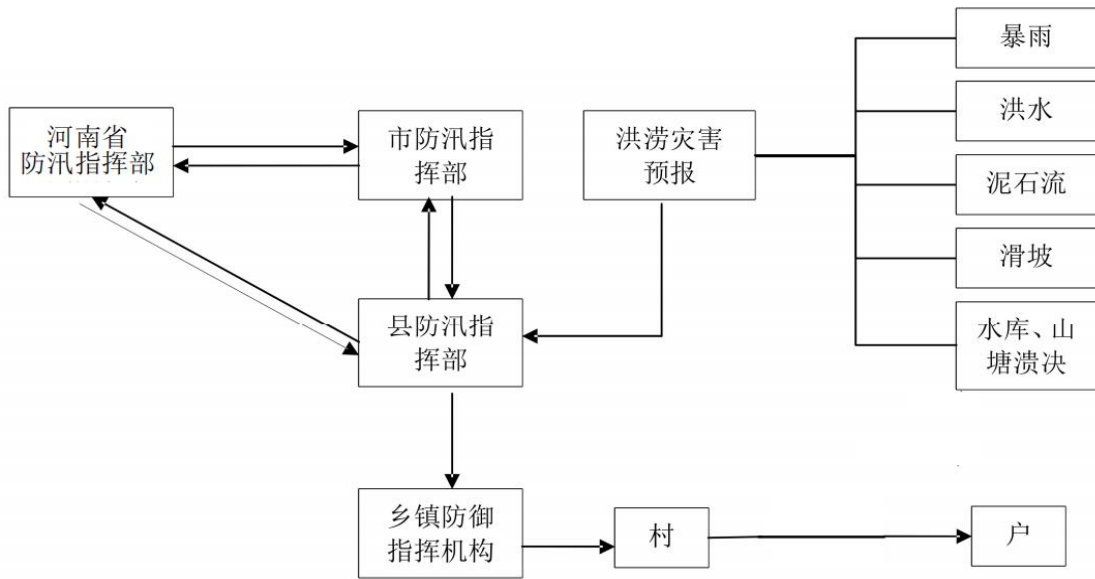 暴雨
河南省
防汛指挥部
市防汛指
挥部
洪涝灾害
预报
洪水
泥石流
滑坡
县防汛指
挥部
水库、山
塘溃决
乡镇防御
指挥机构
村
户